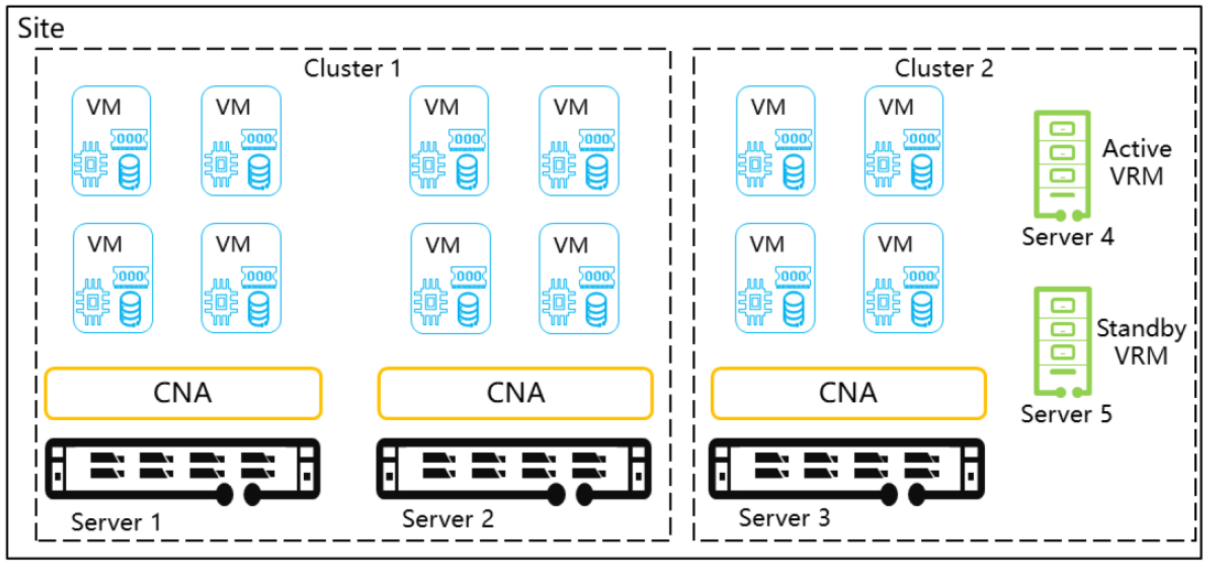 Site
Cluster 1
Cluster 2
VM VM VM VM VM VM
Active
VRM
Server 4
VM VM VM VM VM VM
Standby
VRM
Server 5
CNA CNA CNA
Server 1 Server 2 Server 3